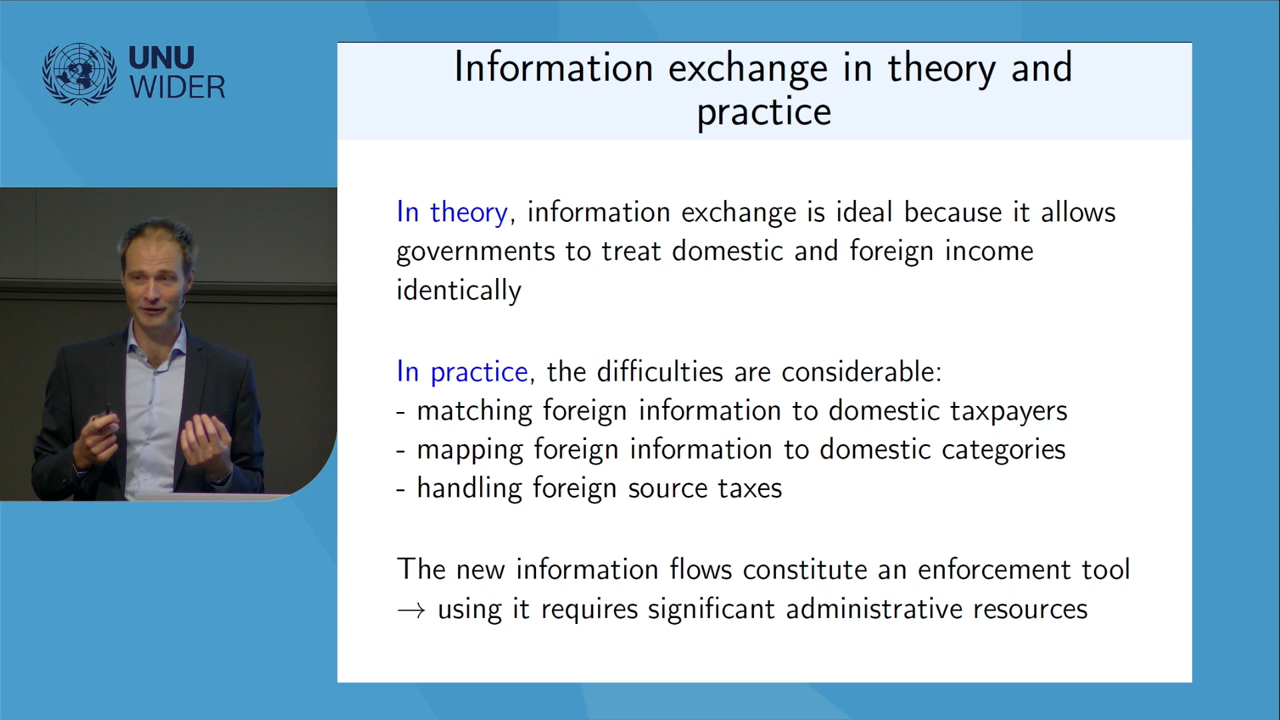 UNU
WIDER
Information exchange in theory and
practice
In theory, information exchange is ideal because it allows
governments to treat domestic and foreign income
identically
In practice, the difficulties are considerable:
- matching foreign information to domestic taxpayers
- mapping foreign information to domestic categories
- handling foreign source taxes
The new information flows constitute an enforcement tool
→ using it requires significant administrative resources